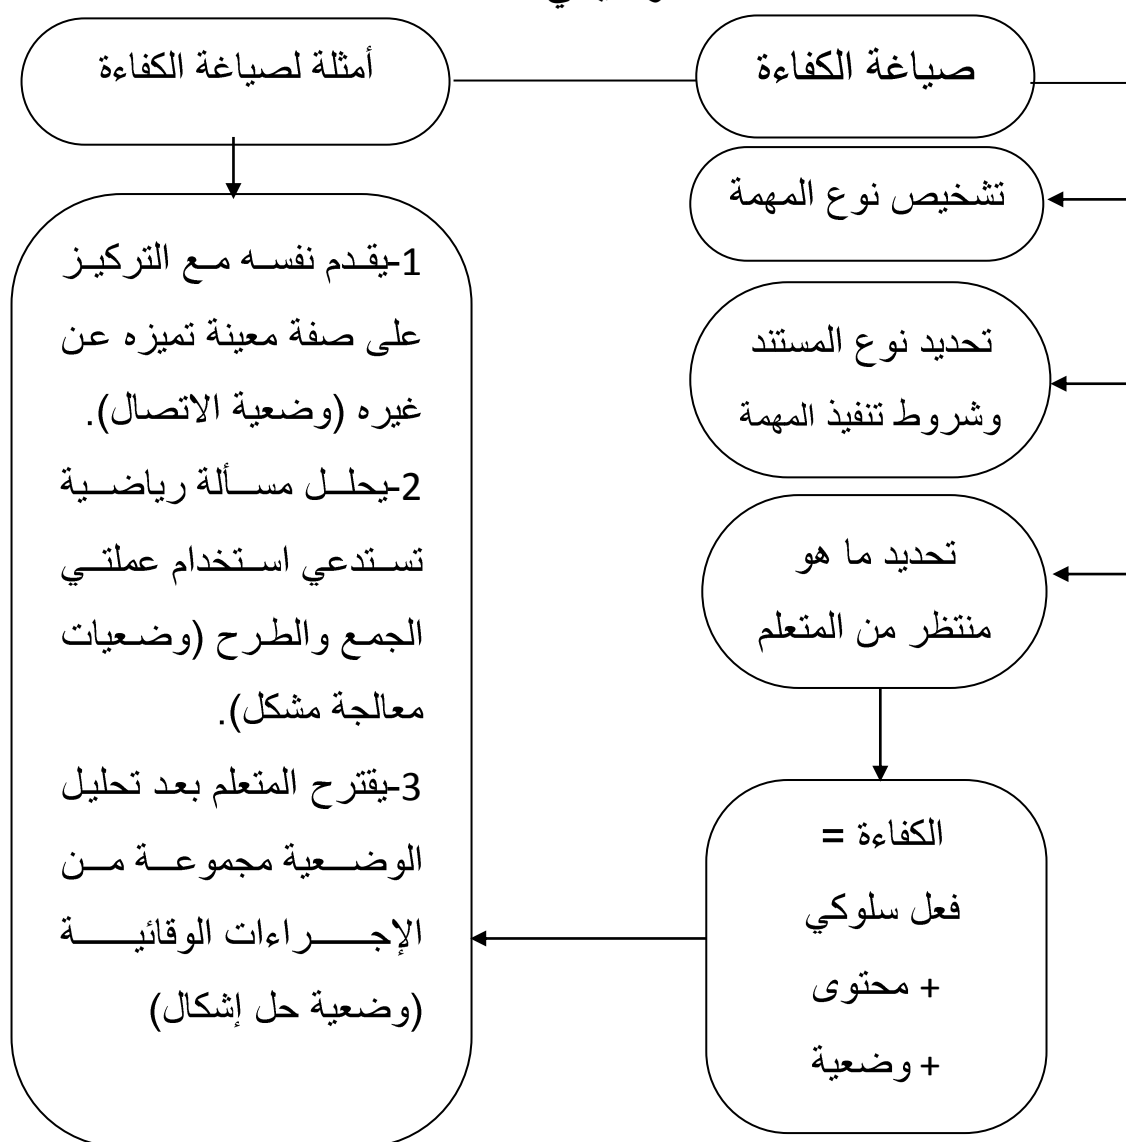 صياغة الكفاءة
أمثلة لصياغة الكفاءة
تشخيص نوع المهمة
تحديد نوع المستند
وشروط تنفيذ المهمة
تحديد ما هو
منتظر من المتعلم
الكفاءة =
فعل سلوكي
+ محتوى
+ وضعية
1-يقدم نفسه مع التركيز
على صفة معينة تميزه عن
غيره (وضعية الاتصال).
2-يحلل مسألة رياضية
تستدعي استخدام عملتي
الجمع والطرح (وضعيات
معالجة مشكل).
3-يقترح المتعلم بعد تحليل
الوضعية مجموعة من
الإجراءات الوقائية
(وضعية حل إشكال)